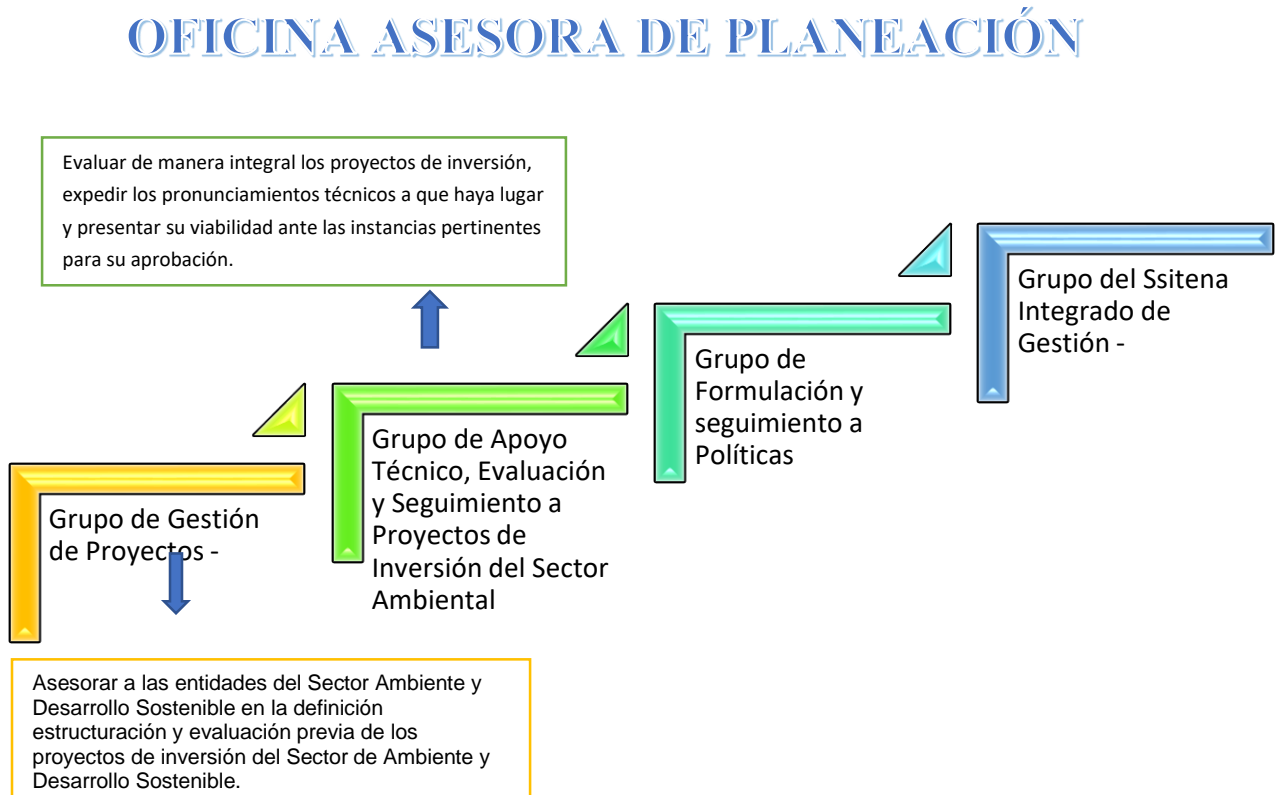 OFICINA ASESORA DE PLANEACIÓN
Evaluar de manera integral los proyectos de inversión,
expedir los pronunciamientos técnicos a que haya lugar
y presentar su viabilidad ante las instancias pertinentes
para su aprobación.
Grupo de Gestión
de Proyectos -
Grupo de Apoyo
Técnico, Evaluación
y Seguimiento a
Proyectos de
Inversión del Sector
Ambiental
Grupo de
Formulación y
seguimiento a
Políticas
Grupo del Ssitena
Integrado de
Gestión -
Asesorar a las entidades del Sector Ambiente y
Desarrollo Sostenible en la definición
estructuración y evaluación previa de los
proyectos de inversión del Sector de Ambiente y
Desarrollo Sostenible.